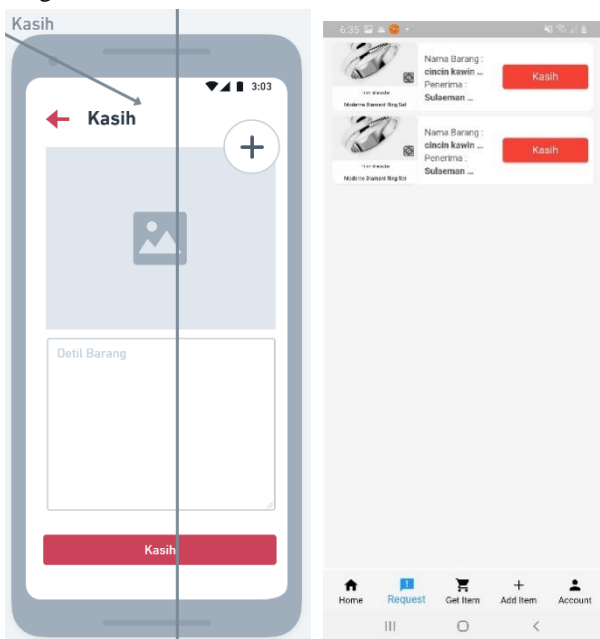 Kasih
3:03
Kasih
Detil Barang
Kasih
6:35
Nama Barang :
cincin kawin ...
Penerima :
Sulaeman ...
Kasih
Moderne Diamant Ring Set
Nama Barang :
cincin kawin ...
Penerima :
Sulaeman ...
Kasih
Moderne Diamant Ring Set
Home
Request
Get Item
Add Item
Account